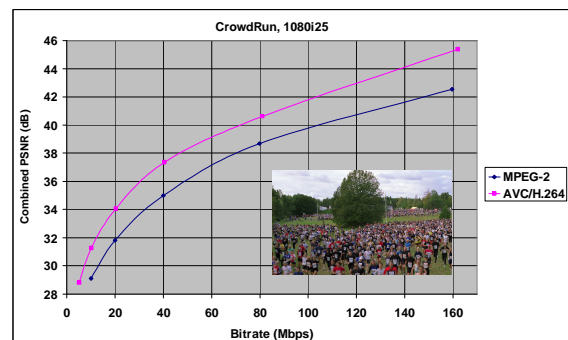 CrowdRun, 1080i25
46
44
42
40
38
36
34
32
30
28
Combined PSNR (dB)
0 20 40 60 80 100 120 140 160
Bitrate (Mbps)
MPEG-2
AVC/H.264